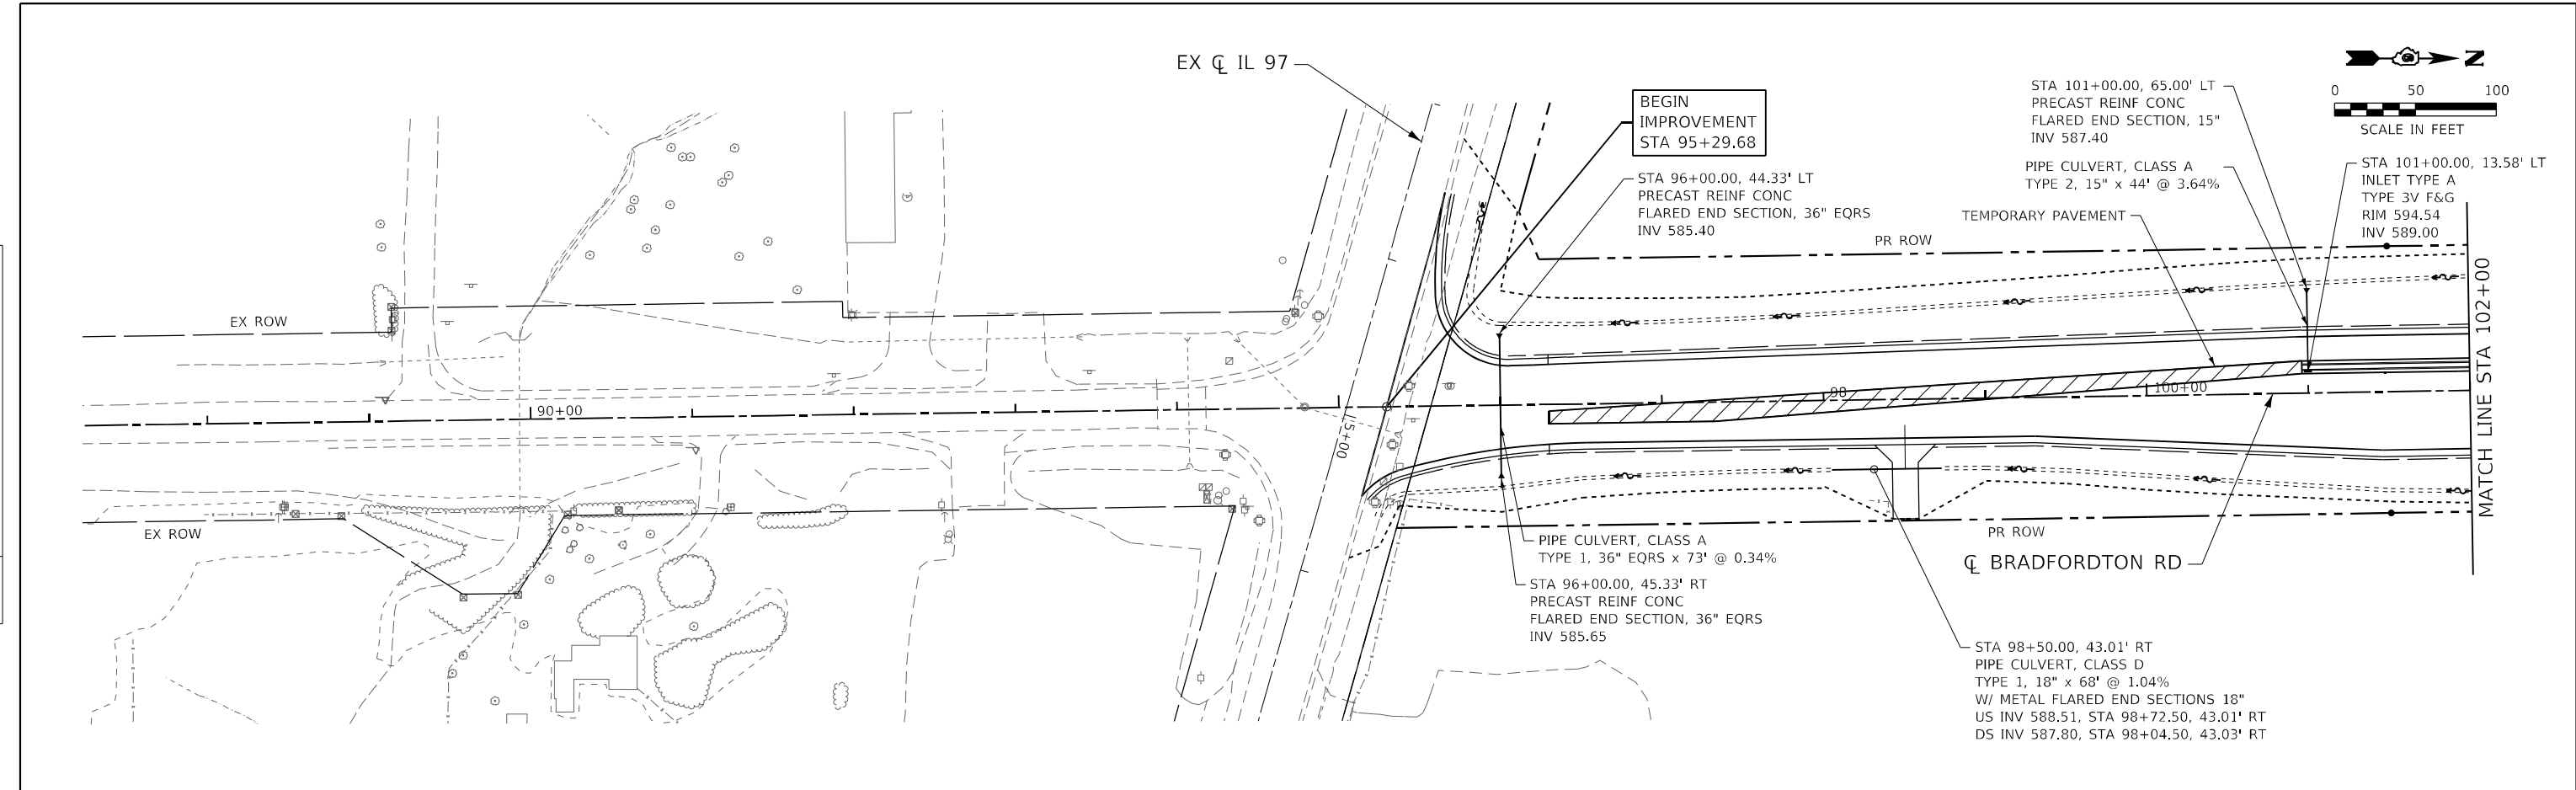 EX ℄ IL 97
BEGIN
IMPROVEMENT
STA 95+29.68
STA 96+00.00, 44.33' LT
PRECAST REINF CONC
FLARED END SECTION, 36" EQRS
INV 585.40
STA 101+00.00, 65.00' LT
PRECAST REINF CONC
FLARED END SECTION, 15"
INV 587.40
PIPE CULVERT, CLASS A
TYPE 2, 15" x 44' @ 3.64%
TEMPORARY PAVEMENT
N
0 50 100
SCALE IN FEET
STA 101+00.00, 13.58' LT
INLET TYPE A
TYPE 3V F&G
RIM 594.54
INV 589.00
PR ROW
EX ROW
90+00
15+00
98
100+00
MATCH LINE STA 102+00
EX ROW
PR ROW
℄ BRADFORDTON RD
PIPE CULVERT, CLASS A
TYPE 1, 36" EQRS x 73' @ 0.34%
STA 96+00.00, 45.33' RT
PRECAST REINF CONC
FLARED END SECTION, 36" EQRS
INV 585.65
STA 98+50.00, 43.01' RT
PIPE CULVERT, CLASS D
TYPE 1, 18" x 68' @ 1.04%
W/ METAL FLARED END SECTIONS 18"
US INV 588.51, STA 98+72.50, 43.01' RT
DS INV 587.80, STA 98+04.50, 43.03' RT